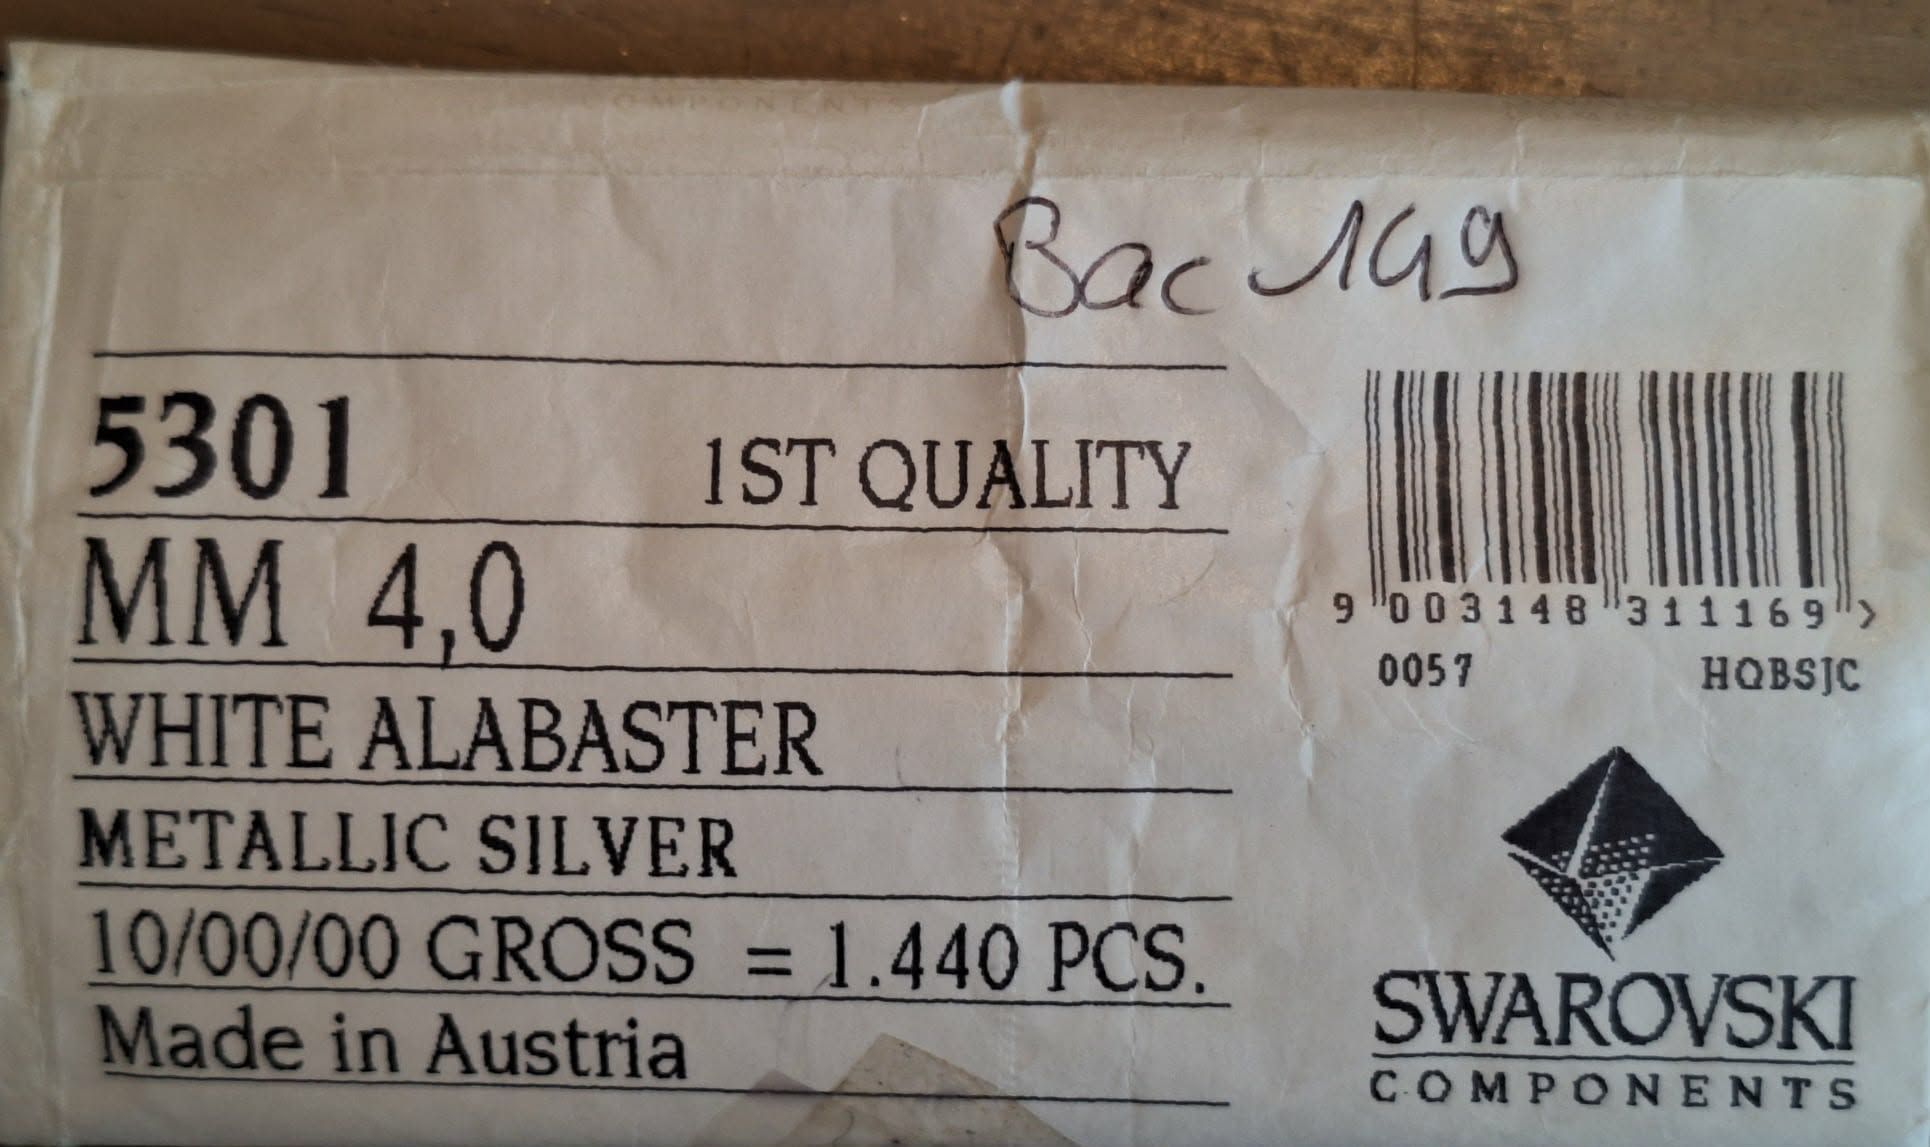 COMPONENTS
Bac 149
5301 1ST QUALITY
MM 4,0
WHITE ALABASTER
METALLIC SILVER
10/00/00 GROSS = 1.440 PCS.
Made in Austria
9 003148 311169 >
0057 HQBSJC
SWAROVSKI
COMPONENTS